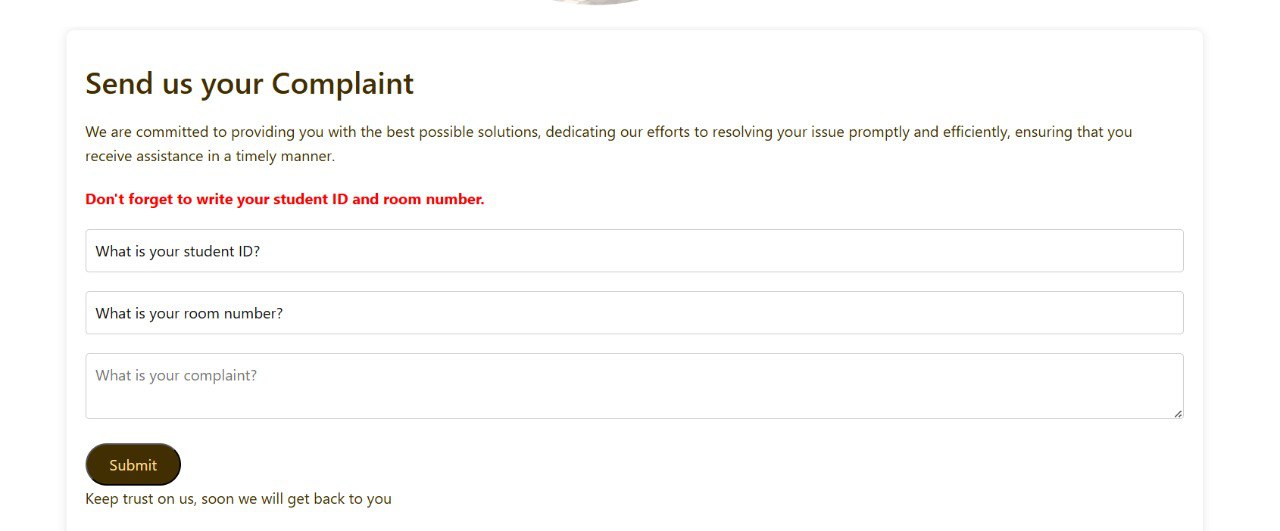 Send us your Complaint
We are committed to providing you with the best possible solutions, dedicating our efforts to resolving your issue promptly and efficiently, ensuring that you
receive assistance in a timely manner.
Don't forget to write your student ID and room number.
What is your student ID?
What is your room number?
What is your complaint?
Submit
Keep trust on us, soon we will get back to you